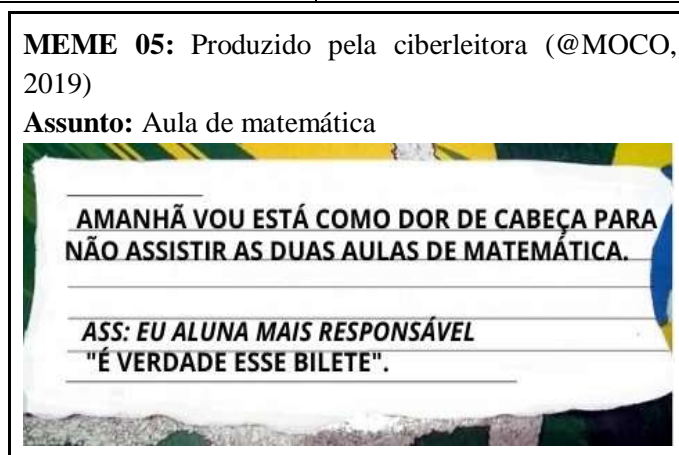 MEME 05: Produzido pela ciberleitora (@MOCO,
2019)
Assunto: Aula de matemática
AMANHÃ VOU ESTÁ COMO DOR DE CABEÇA PARA
NÃO ASSISTIR AS DUAS AULAS DE MATEMÁTICA.
ASS: EU ALUNA MAIS RESPONSÁVEL
"É VERDADE ESSE BILETE".